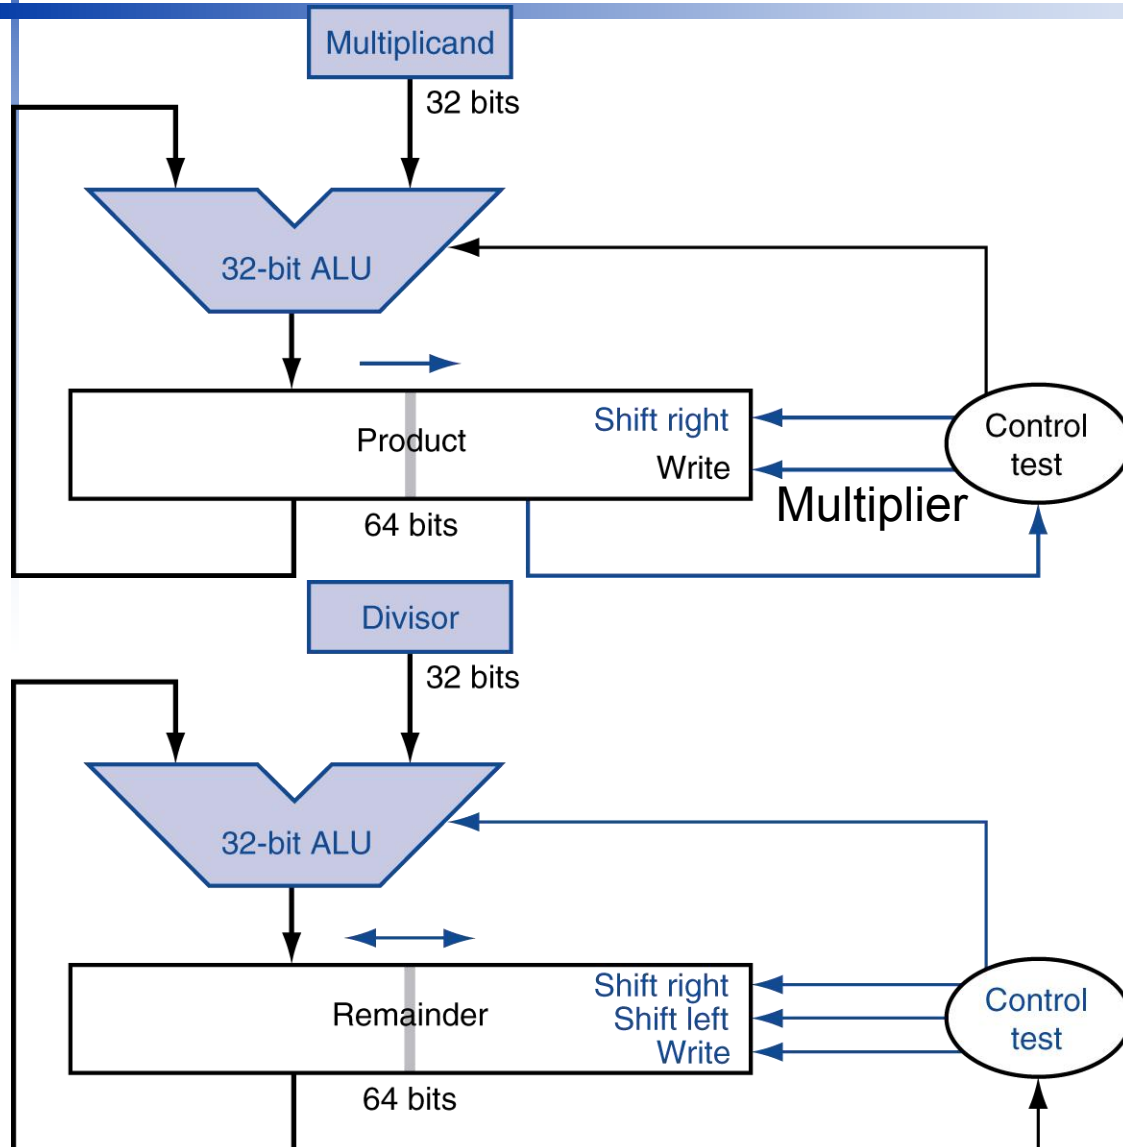 Multiplicand
32 bits
32-bit ALU
Product
Shift right
Write
Control
test
Multiplier
64 bits
Divisor
32 bits
32-bit ALU
Remainder
Shift right
Shift left
Write
Control
test
64 bits